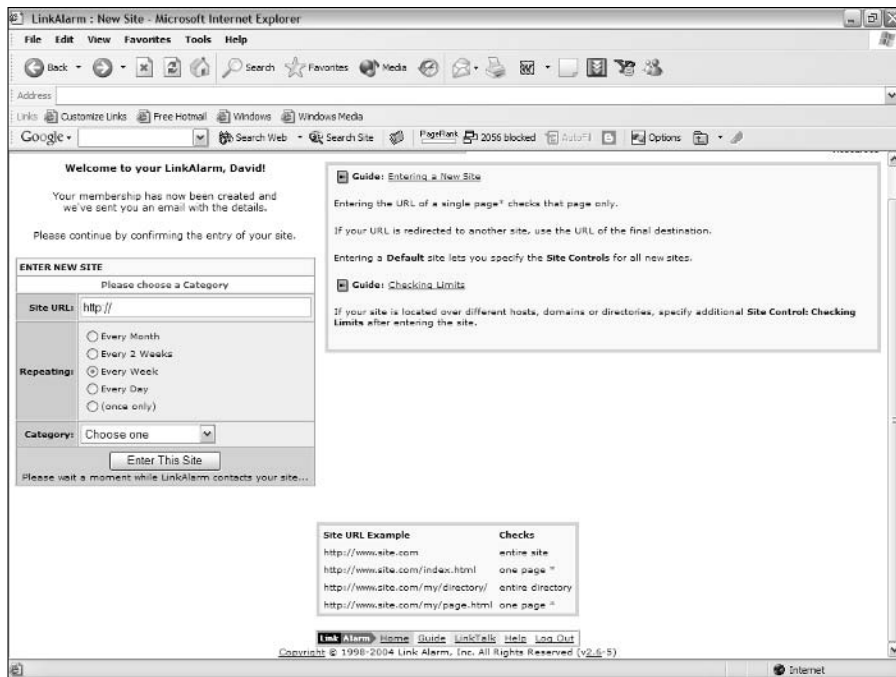 LinkAlarm : New Site - Microsoft Internet Explorer
File Edit View Favorites Tools Help
Back Search Favorites Media
Address
Links Customize Links Free Hotmail Windows Windows Media
Google Search Web Search Site PageRank 2056 blocked AutoFill Options
Welcome to your LinkAlarm, David!
Your membership has now been created and
we've sent you an email with the details.
Please continue by confirming the entry of your site.
ENTER NEW SITE
Please choose a Category
Site URL: http://
Repeating:
Every Month
Every 2 Weeks
Every Week
Every Day
(once only)
Category: Choose one
Enter This Site
Please wait a moment while LinkAlarm contacts your site...
Guide: Entering a New Site
Entering the URL of a single page* checks that page only.
If your URL is redirected to another site, use the URL of the final destination.
Entering a Default site lets you specify the Site Controls for all new sites.
Guide: Checking Limits
If your site is located over different hosts, domains or directories, specify additional Site Control: Checking
Limits after entering the site.
Site URL Example Checks
http://www.site.com entire site
http://www.site.com/index.html one page *
http://www.site.com/my/directory/ entire directory
http://www.site.com/my/page.html one page *
Link Alarm Home Guide LinkTalk Help Log Out
Copyright © 1998-2004 Link Alarm, Inc. All Rights Reserved (v2.6-5)
Internet